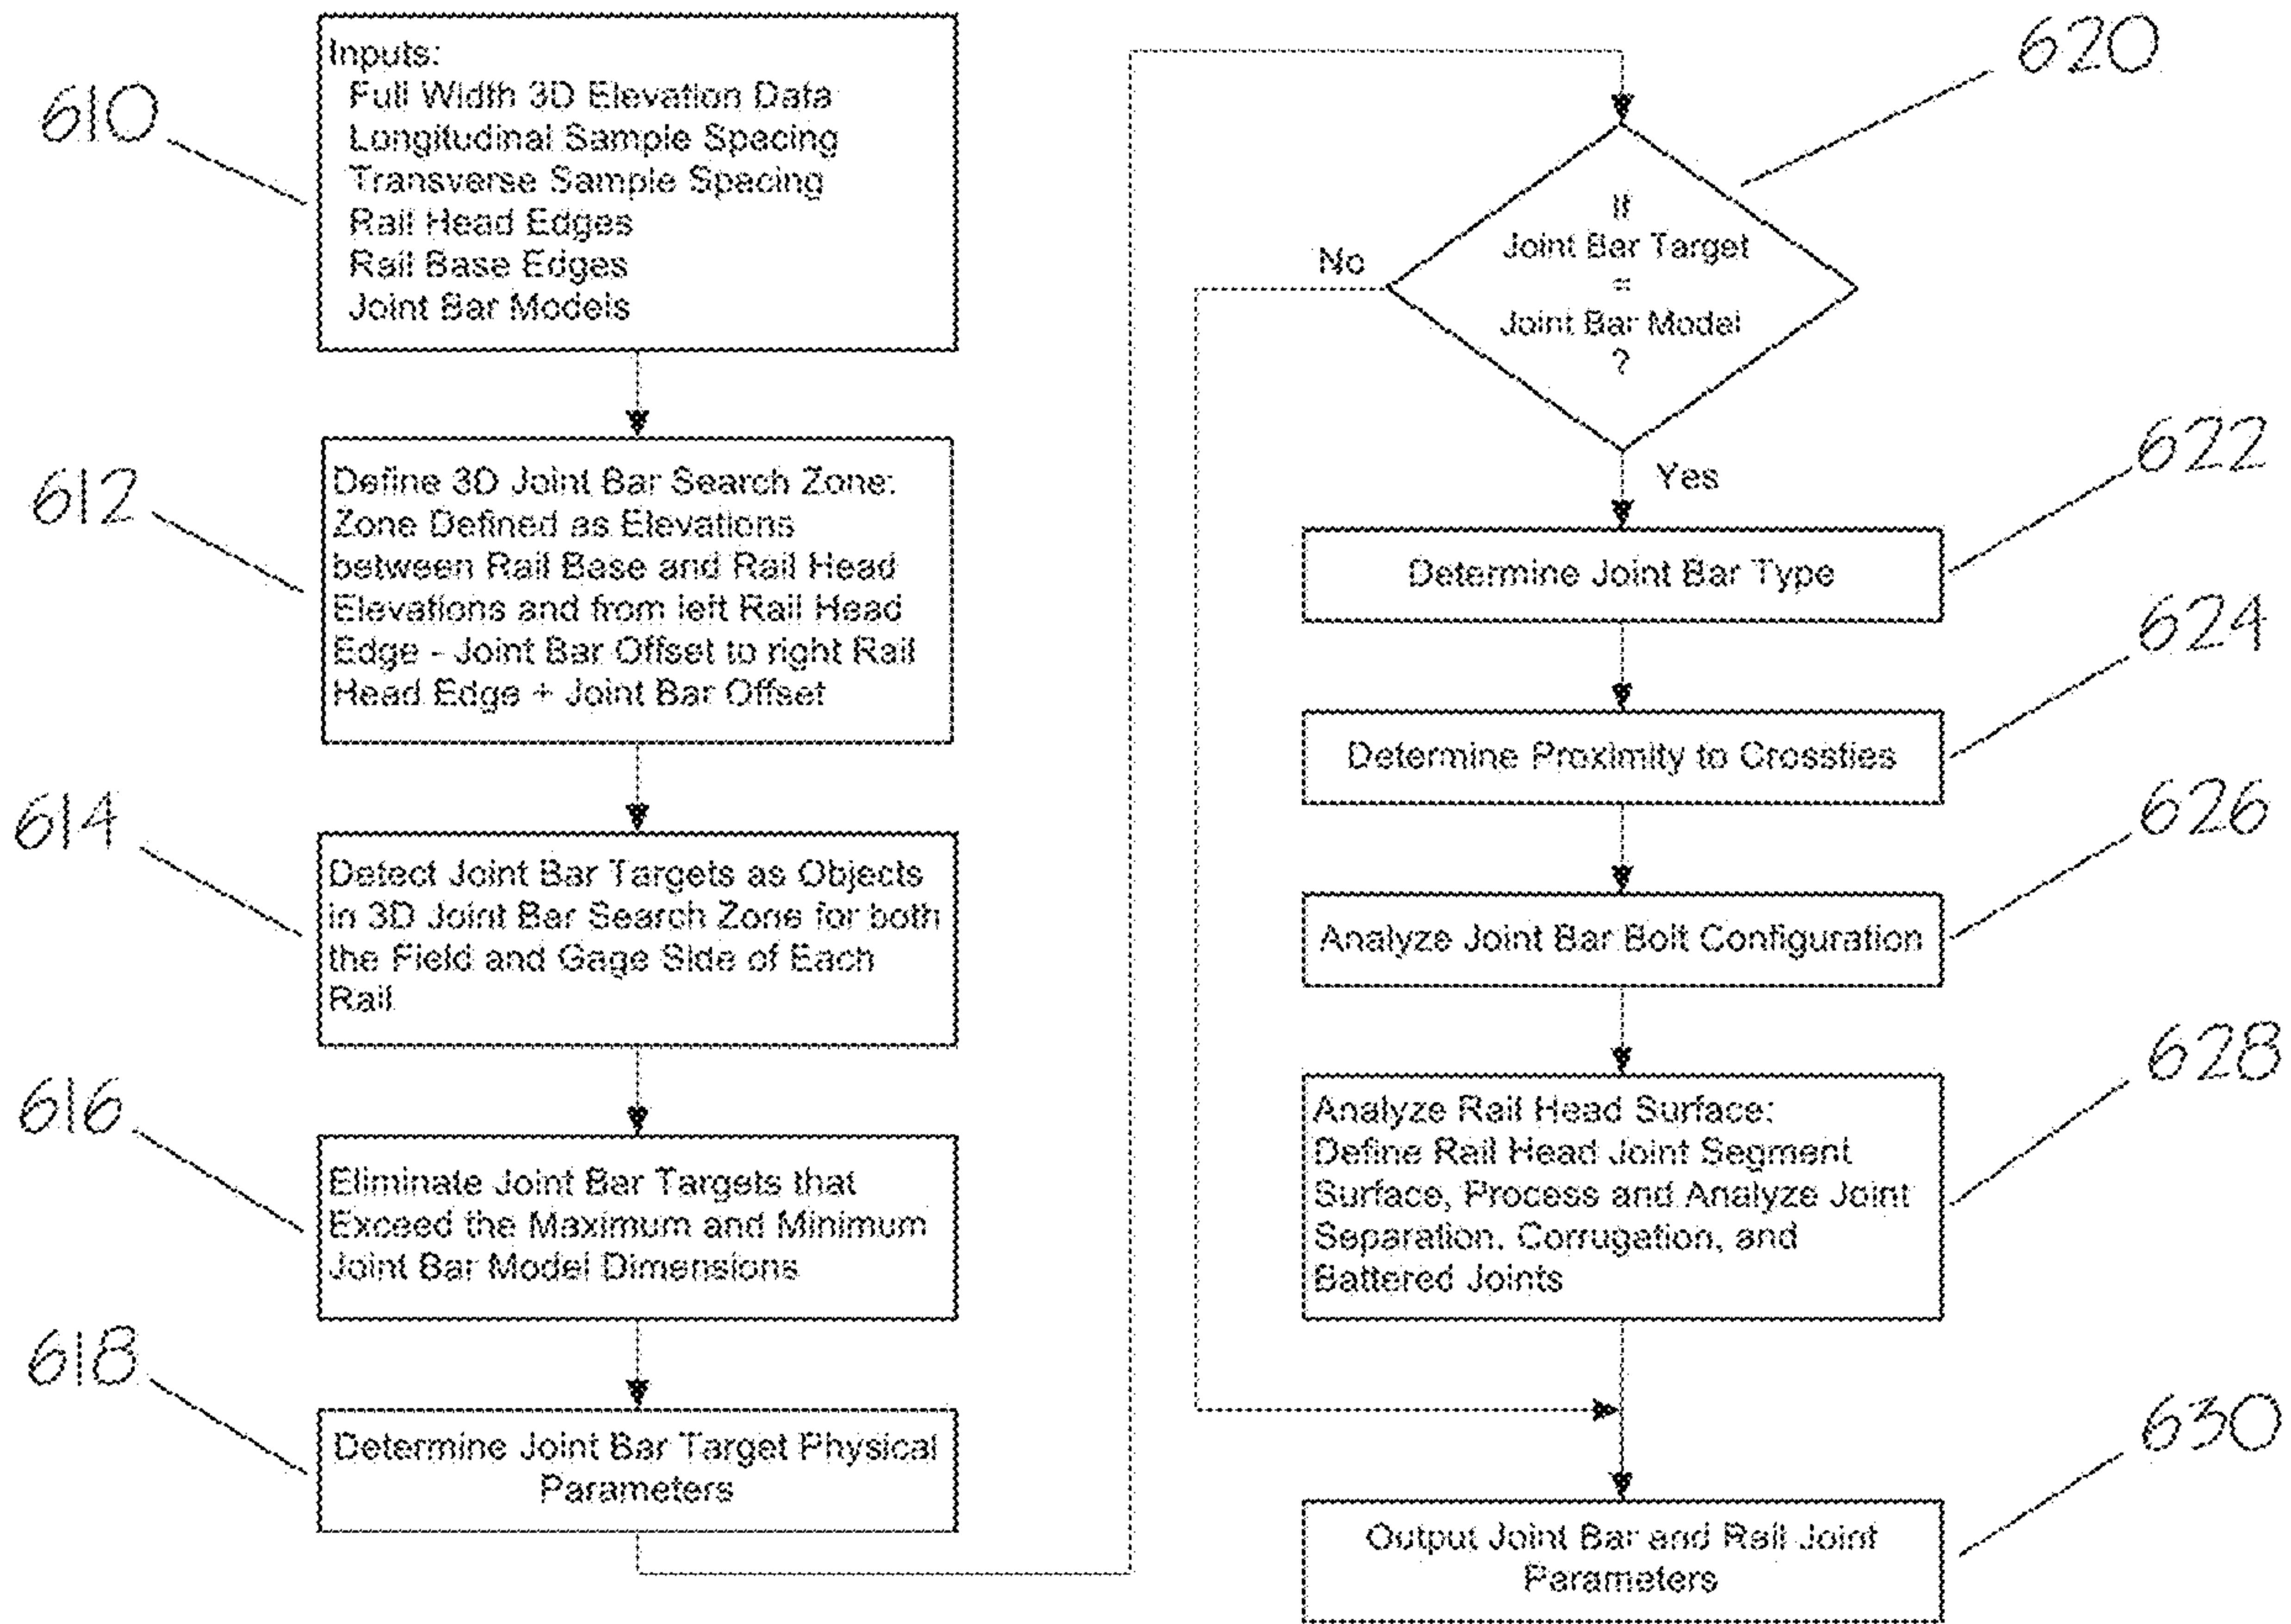 610
Inputs:
Full Width 3D Elevation Data
Longitudinal Sample Spacing
Transverse Sample Spacing
Rail Head Edges
Rail Base Edges
Joint Bar Models
612
Define 3D Joint Bar Search Zone:
Zone Defined as Elevations
between Rail Base and Rail Head
Elevations and from left Rail Head
Edge - Joint Bar Offset to right Rail
Head Edge + Joint Bar Offset
614
Detect Joint Bar Targets as Objects
in 3D Joint Bar Search Zone for both
the Field and Gage Side of Each
Rail
616
Eliminate Joint Bar Targets that
Exceed the Maximum and Minimum
Joint Bar Model Dimensions
618
Determine Joint Bar Target Physical
Parameters
620
If
Joint Bar Target
=
Joint Bar Model
?
No
Yes
622
Determine Joint Bar Type
624
Determine Proximity to Crossties
626
Analyze Joint Bar Bolt Configuration
628
Analyze Rail Head Surface:
Define Rail Head Joint Segment
Surface, Process and Analyze Joint
Separation, Corrugation, and
Battered Joints
630
Output Joint Bar and Rail Joint
Parameters